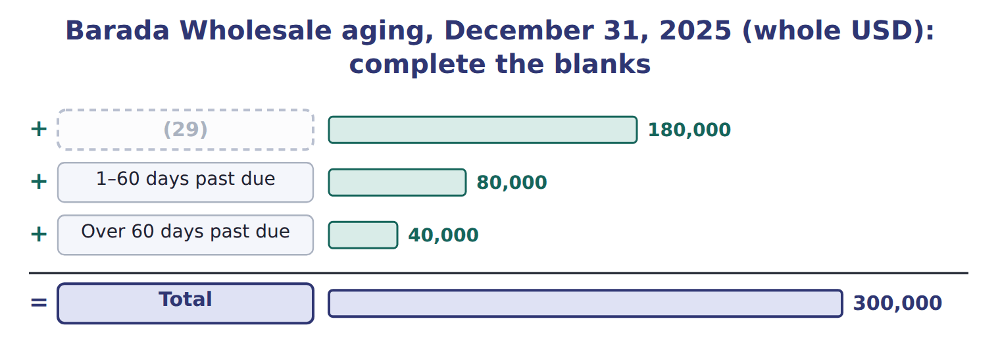 Barada Wholesale aging, December 31, 2025 (whole USD):
complete the blanks
+ (29) 180,000
+ 1–60 days past due 80,000
+ Over 60 days past due 40,000
= Total 300,000